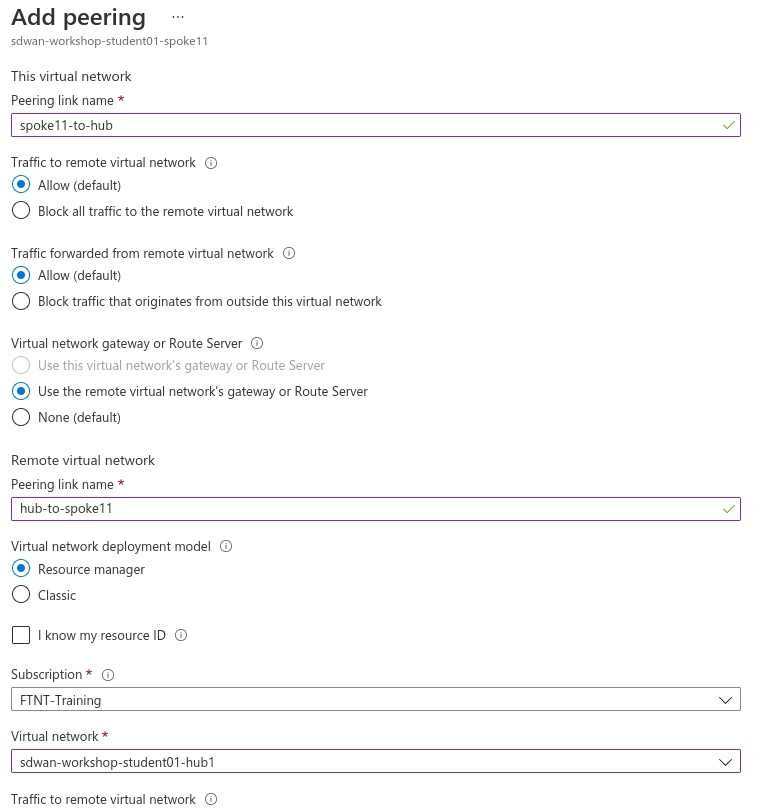 Add peering ...
sdwan-workshop-student01-spoke11
This virtual network
Peering link name *
spoke11-to-hub
Traffic to remote virtual network
Allow (default)
Block all traffic to the remote virtual network
Traffic forwarded from remote virtual network
Allow (default)
Block traffic that originates from outside this virtual network
Virtual network gateway or Route Server
Use this virtual network's gateway or Route Server
Use the remote virtual network's gateway or Route Server
None (default)
Remote virtual network
Peering link name *
hub-to-spoke11
Virtual network deployment model
Resource manager
Classic
I know my resource ID
Subscription *
FTNT-Training
Virtual network *
sdwan-workshop-student01-hub1
Traffic to remote virtual network